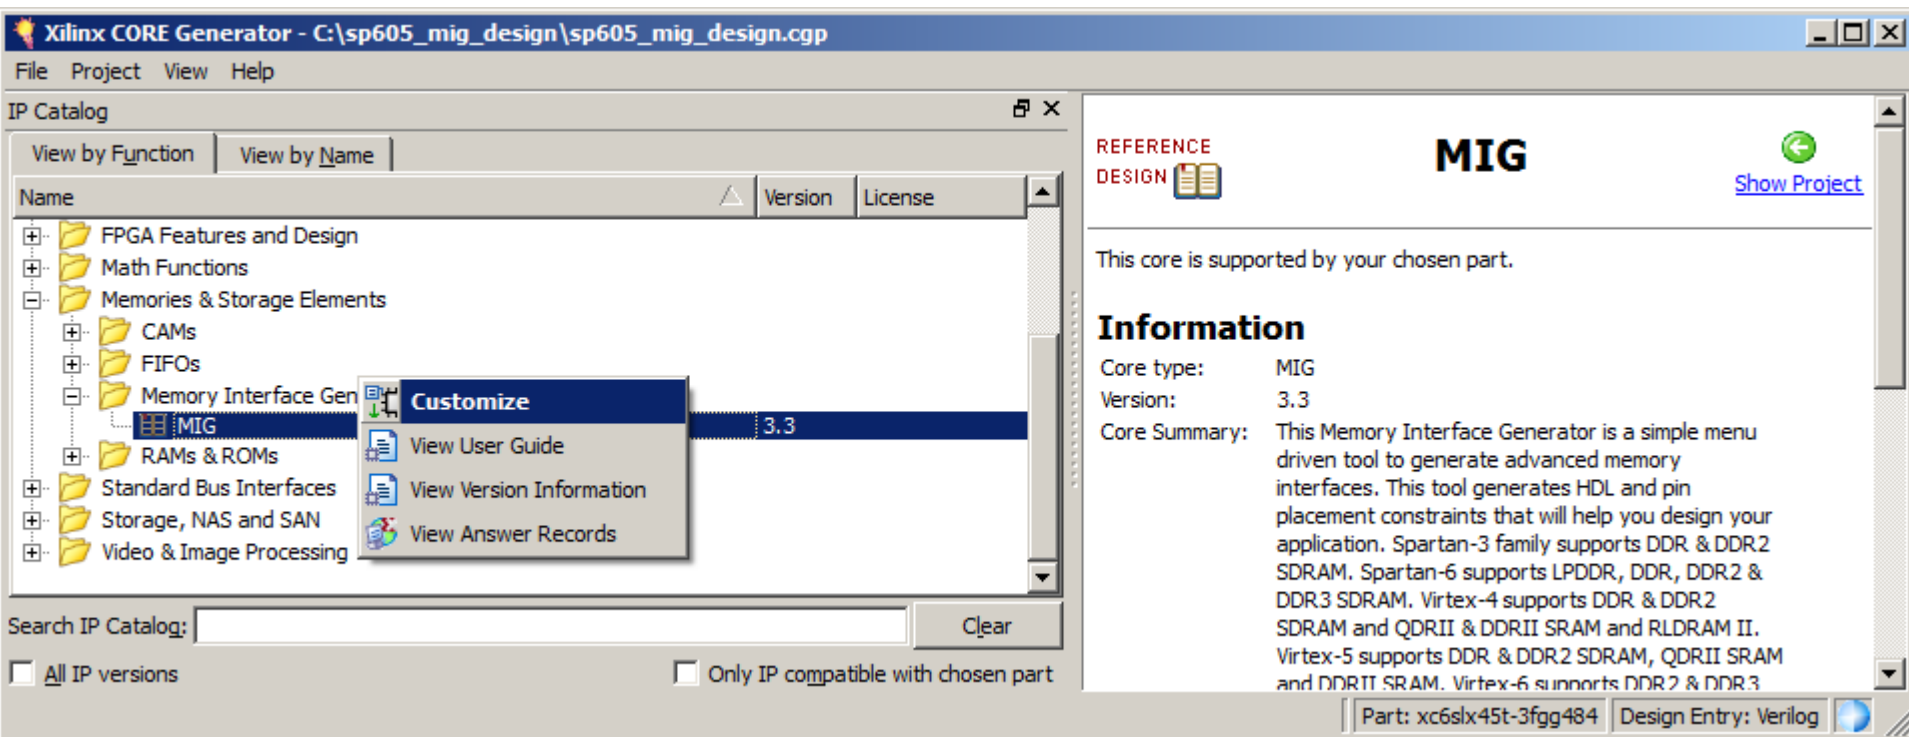 Xilinx CORE Generator - C:\sp605_mig_design\sp605_mig_design.cgp
File Project View Help
IP Catalog
View by Function View by Name
Name Version License
FPGA Features and Design
Math Functions
Memories & Storage Elements
CAMs
FIFOs
Memory Interface Gen
MIG 3.3
RAMs & ROMs
Standard Bus Interfaces
Storage, NAS and SAN
Video & Image Processing
Customize
View User Guide
View Version Information
View Answer Records
Search IP Catalog: Clear
All IP versions Only IP compatible with chosen part
REFERENCE
DESIGN
MIG
Show Project
This core is supported by your chosen part.
Information
Core type: MIG
Version: 3.3
Core Summary: This Memory Interface Generator is a simple menu
driven tool to generate advanced memory
interfaces. This tool generates HDL and pin
placement constraints that will help you design your
application. Spartan-3 family supports DDR & DDR2
SDRAM. Spartan-6 supports LPDDR, DDR, DDR2 &
DDR3 SDRAM. Virtex-4 supports DDR & DDR2
SDRAM and QDRII & DDRII SRAM and RLDRAM II.
Virtex-5 supports DDR & DDR2 SDRAM, QDRII SRAM
and DDRII SRAM. Virtex-6 supports DDR2 & DDR3
Part: xc6slx45t-3fgg484 Design Entry: Verilog